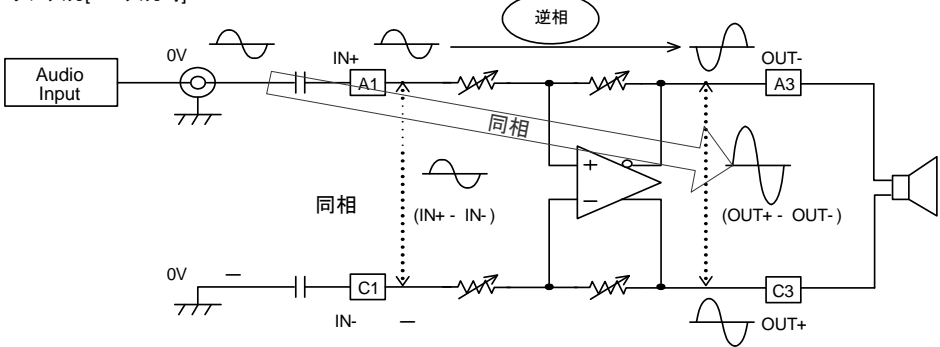 逆相
0V
IN+
OUT-
Audio
Input
A1
A3
同相
同相
(IN+ - IN-)
(OUT+ - OUT-)
+
−
0V
−
C1
C3
IN-
−
OUT+